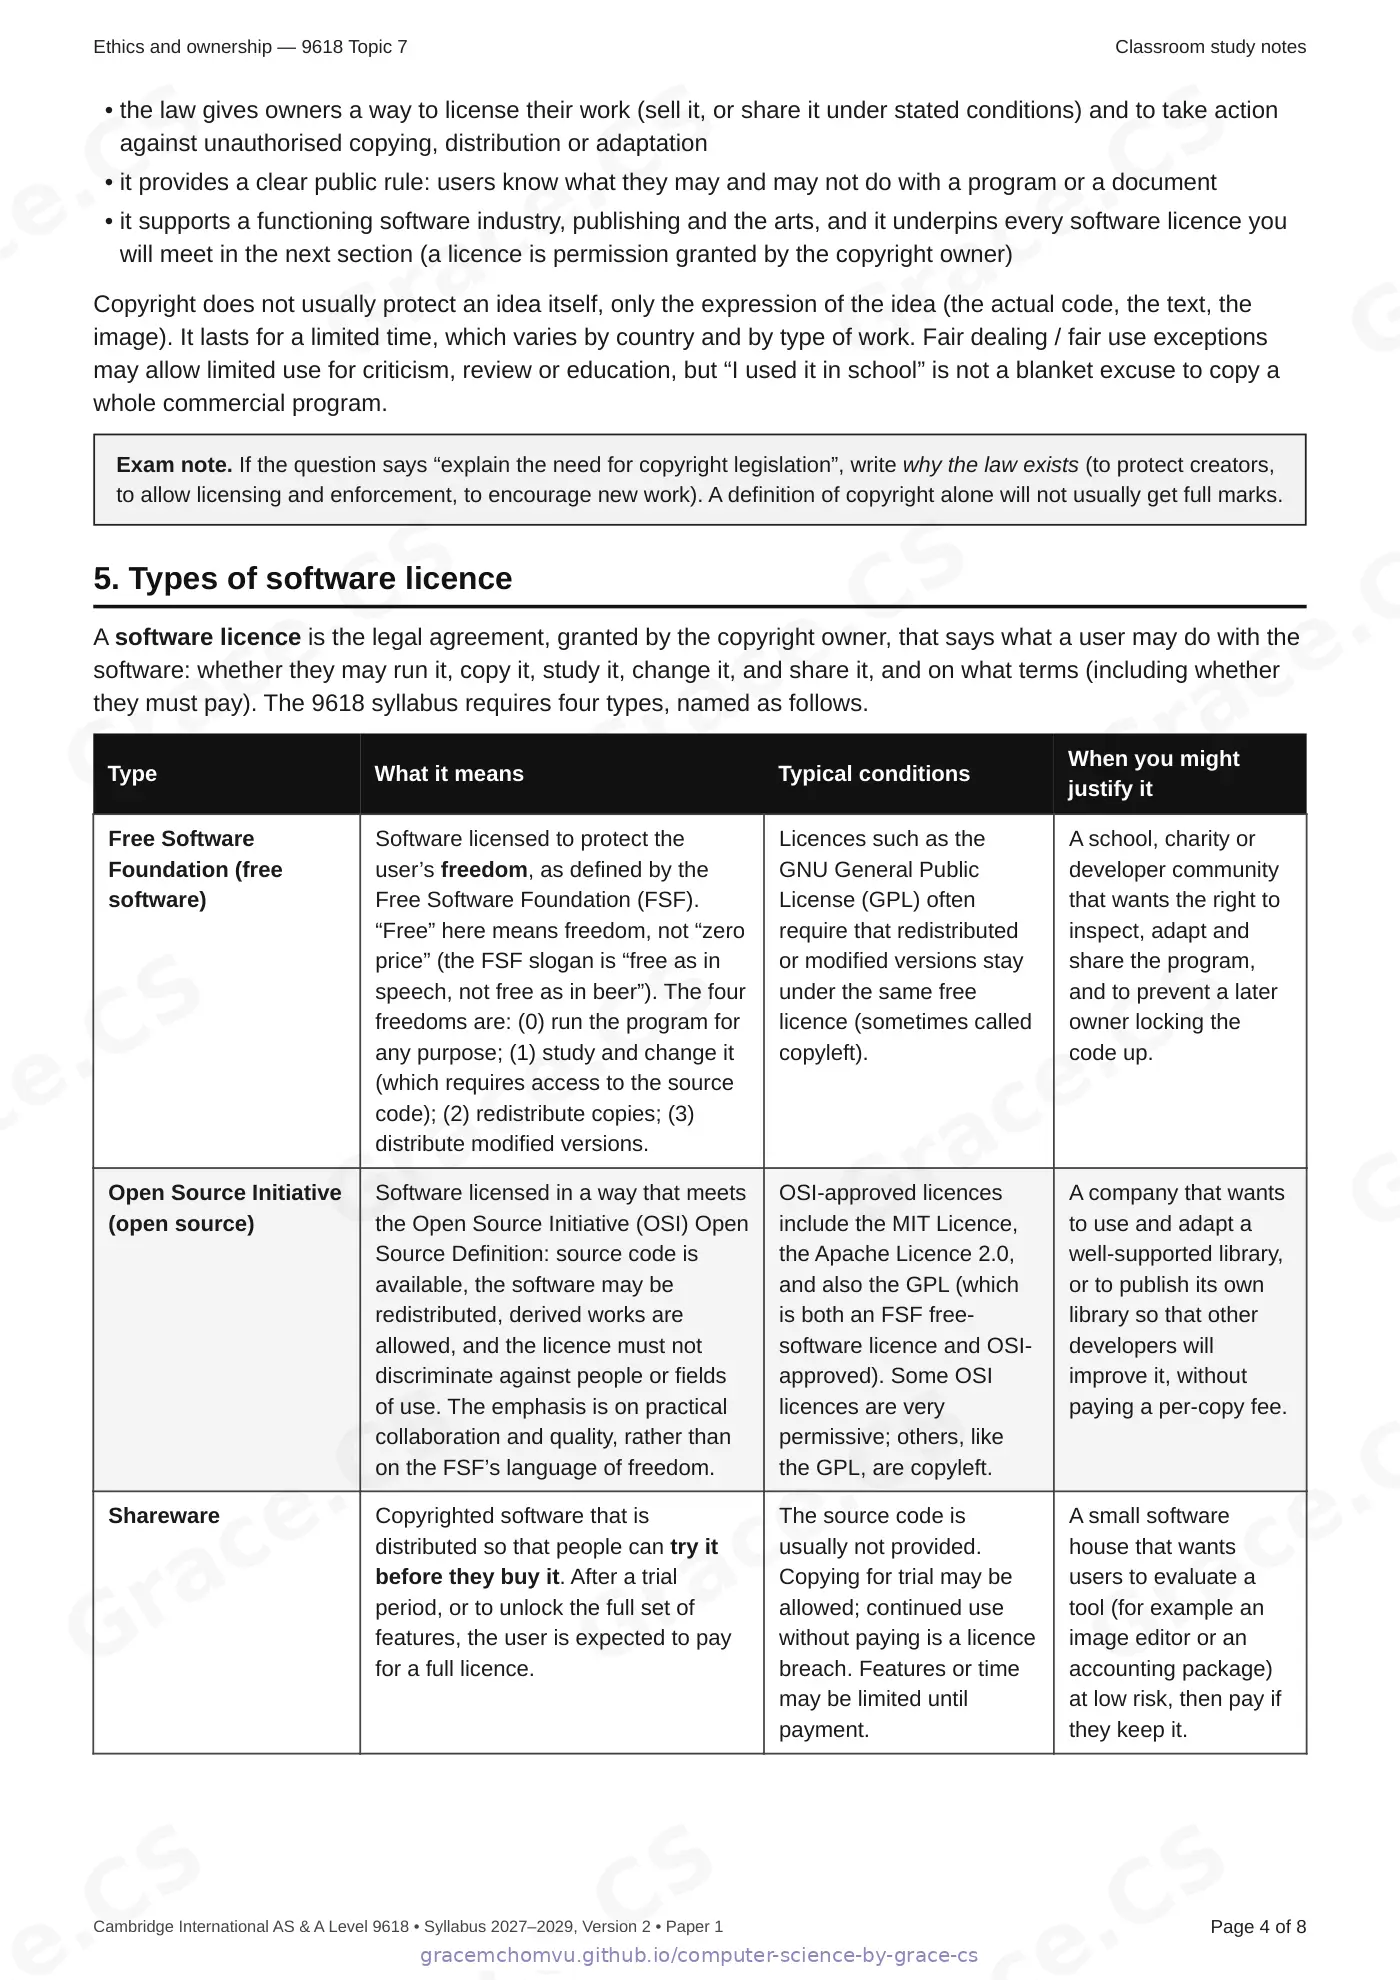 Ethics and ownership — 9618 Topic 7
Classroom study notes
• the law gives owners a way to license their work (sell it, or share it under stated conditions) and to take action
against unauthorised copying, distribution or adaptation
• it provides a clear public rule: users know what they may and may not do with a program or a document
• it supports a functioning software industry, publishing and the arts, and it underpins every software licence you
will meet in the next section (a licence is permission granted by the copyright owner)
Copyright does not usually protect an idea itself, only the expression of the idea (the actual code, the text, the
image). It lasts for a limited time, which varies by country and by type of work. Fair dealing / fair use exceptions
may allow limited use for criticism, review or education, but “I used it in school” is not a blanket excuse to copy a
whole commercial program.
Exam note. If the question says “explain the need for copyright legislation”, write why the law exists (to protect creators,
to allow licensing and enforcement, to encourage new work). A definition of copyright alone will not usually get full marks.
5. Types of software licence
A software licence is the legal agreement, granted by the copyright owner, that says what a user may do with the
software: whether they may run it, copy it, study it, change it, and share it, and on what terms (including whether
they must pay). The 9618 syllabus requires four types, named as follows.
Type
What it means
Typical conditions
When you might
justify it
Free Software
Foundation (free
software)
Software licensed to protect the
user’s freedom, as defined by the
Free Software Foundation (FSF).
“Free” here means freedom, not “zero
price” (the FSF slogan is “free as in
speech, not free as in beer”). The four
freedoms are: (0) run the program for
any purpose; (1) study and change it
(which requires access to the source
code); (2) redistribute copies; (3)
distribute modified versions.
Licences such as the
GNU General Public
License (GPL) often
require that redistributed
or modified versions stay
under the same free
licence (sometimes called
copyleft).
A school, charity or
developer community
that wants the right to
inspect, adapt and
share the program,
and to prevent a later
owner locking the
code up.
Open Source Initiative
(open source)
Software licensed in a way that meets
the Open Source Initiative (OSI) Open
Source Definition: source code is
available, the software may be
redistributed, derived works are
allowed, and the licence must not
discriminate against people or fields
of use. The emphasis is on practical
collaboration and quality, rather than
on the FSF’s language of freedom.
OSI-approved licences
include the MIT Licence,
the Apache Licence 2.0,
and also the GPL (which
is both an FSF free-
software licence and OSI-
approved). Some OSI
licences are very
permissive; others, like
the GPL, are copyleft.
A company that wants
to use and adapt a
well-supported library,
or to publish its own
library so that other
developers will
improve it, without
paying a per-copy fee.
Shareware
Copyrighted software that is
distributed so that people can try it
before they buy it. After a trial
period, or to unlock the full set of
features, the user is expected to pay
for a full licence.
The source code is
usually not provided.
Copying for trial may be
allowed; continued use
without paying is a licence
breach. Features or time
may be limited until
payment.
A small software
house that wants
users to evaluate a
tool (for example an
image editor or an
accounting package)
at low risk, then pay if
they keep it.
Cambridge International AS & A Level 9618 • Syllabus 2027–2029, Version 2 • Paper 1
Page 4 of 8
gracemchomvu.github.io/computer-science-by-grace-cs
Grace.CS